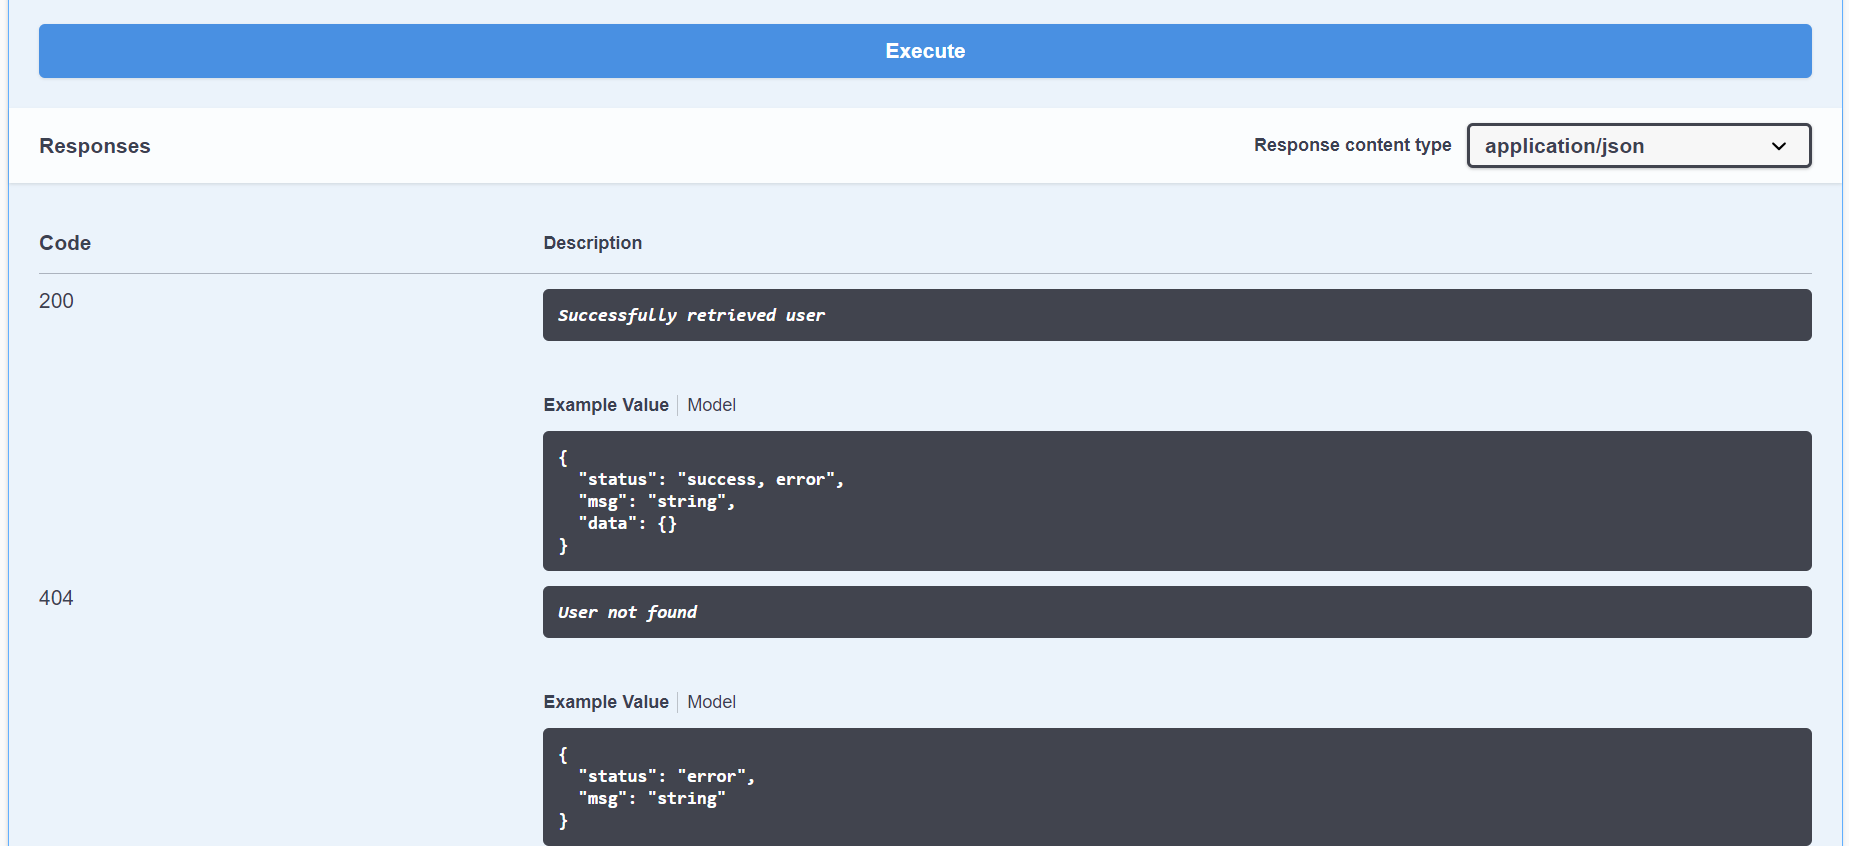 Execute
Responses
Response content type
application/json
Code
Description
200
Successfully retrieved user
Example Value
Model
{
"status": "success, error",
"msg": "string",
"data": {}
}
404
User not found
Example Value
Model
{
"status": "error",
"msg": "string"
}